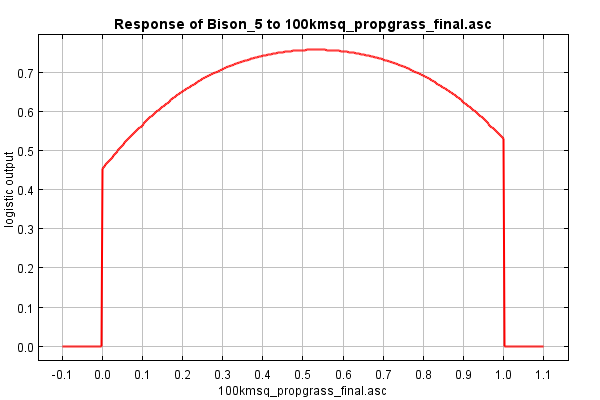 Response of Bison_5 to 100kmsq_propgrass_final.asc
logistic output
0.7
0.6
0.5
0.4
0.3
0.2
0.1
0.0
-0.1 0.0 0.1 0.2 0.3 0.4 0.5 0.6 0.7 0.8 0.9 1.0 1.1
100kmsq_propgrass_final.asc